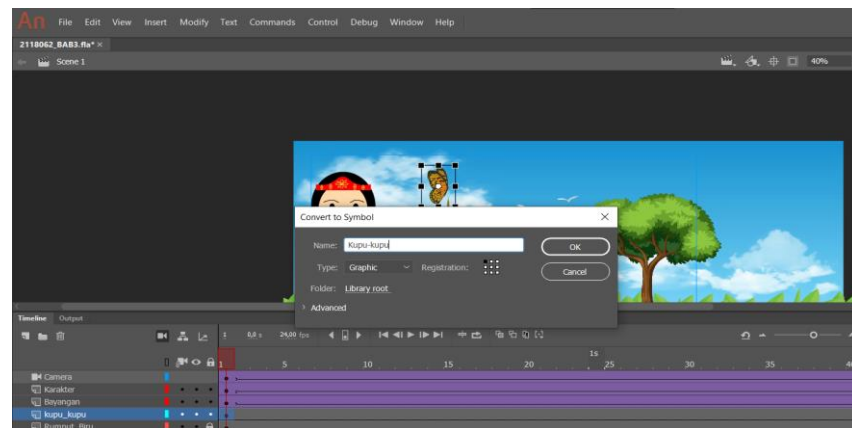 An File Edit View Insert Modify Text Commands Control Debug Window Help
2118062_BAB3.fla* ×
Scene 1 40%
Convert to Symbol
Name: Kupu-kupu OK
Type: Graphic Registration: Cancel
Folder: Library root
Advanced
Timeline Output
1 0,0 s 24,00 fps
1s
1 5 10 15 20 25 30 35 40
Camera
Karakter
Bayangan
kupu_kupu
Rumput_Biru